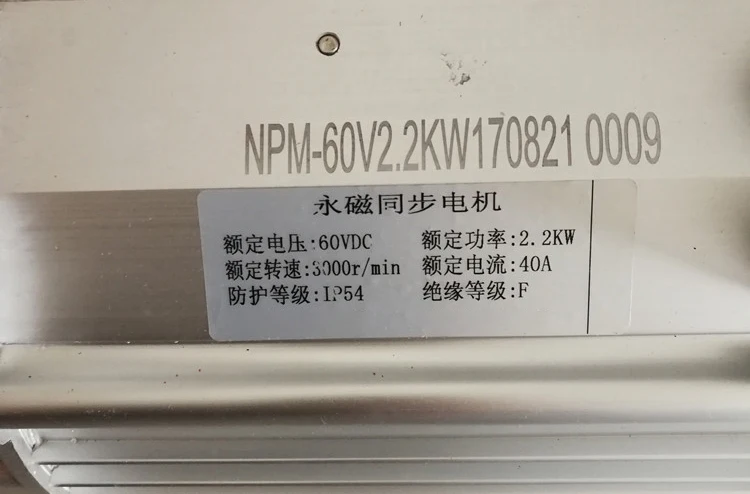 NPM-60V2.2KW170821 0009
永磁同步电机
额定电压:60VDC 额定功率:2.2KW
额定转速:3000r/min 额定电流:40A
防护等级:IP54 绝缘等级:F